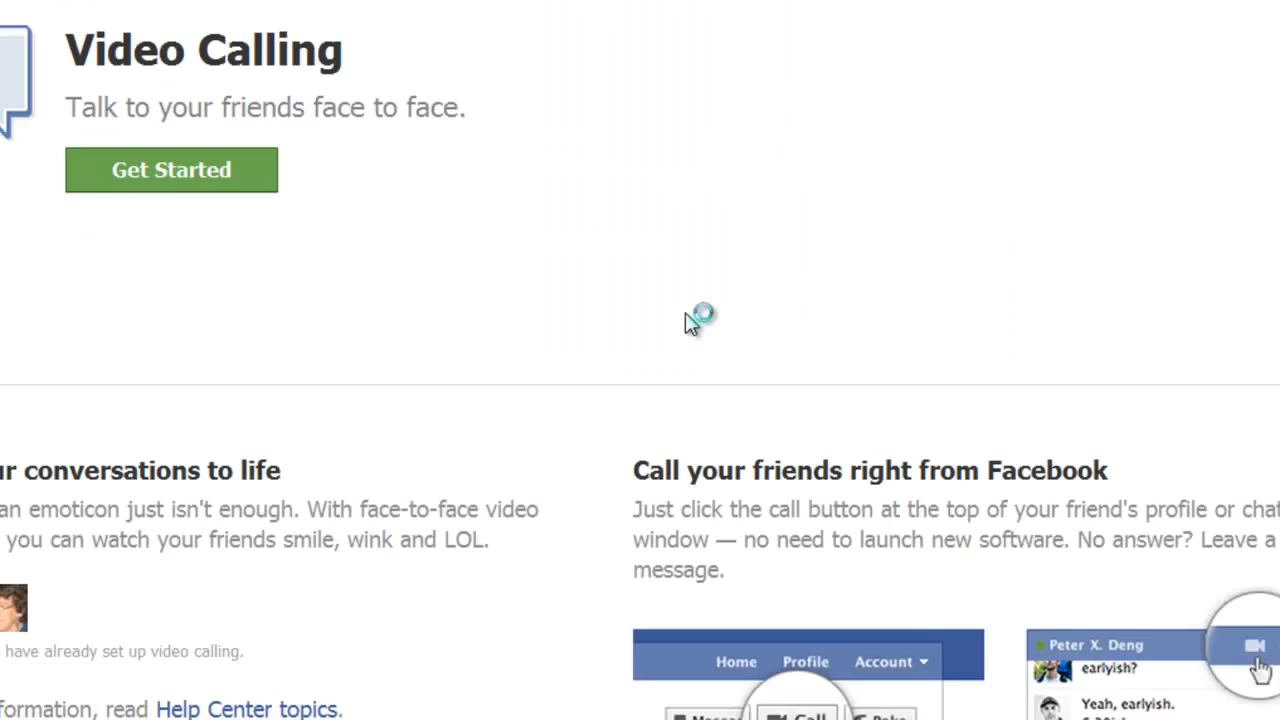 Video Calling
Talk to your friends face to face.
Get Started
r conversations to life
an emoticon just isn't enough. With face-to-face video
you can watch your friends smile, wink and LOL.
have already set up video calling.
formation, read Help Center topics.
Call your friends right from Facebook
Just click the call button at the top of your friend's profile or chat
window — no need to launch new software. No answer? Leave a
message.
Home Profile Account
Call Poke
Peter X. Deng
earlyish?
Yeah, earlyish.